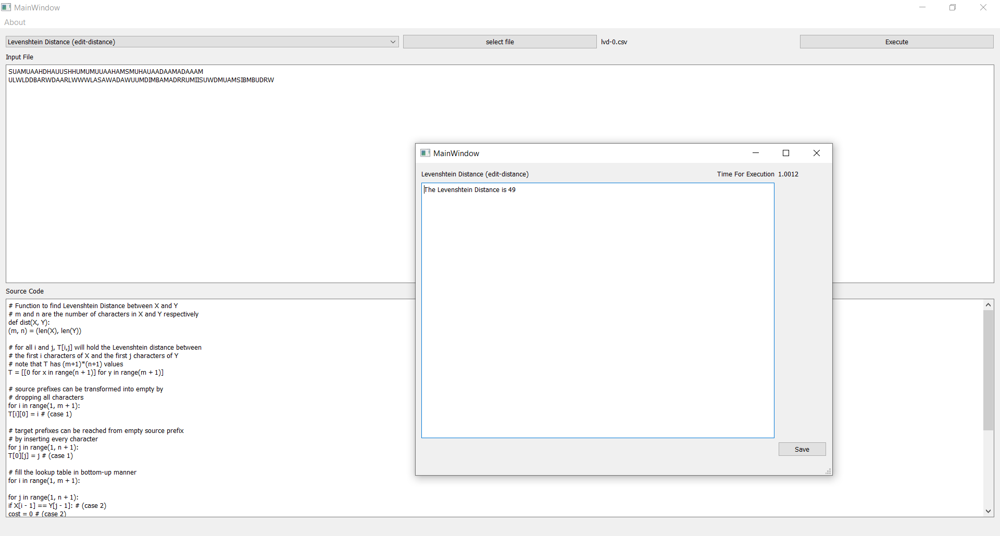 MainWindow
About
Levenshtein Distance (edit-distance)
select file
lvd-0.csv
Execute
Input File
SUAMUAAHDHAUUSHHUMUMUUAAHAMSMUHAUAADAAMADAAAM
ULWLDDBARWDAARLWWWLASAWADAWUUMDIMBAMADRRUMIISUWDMUAMSIBMBUDRW
Source Code
# Function to find Levenshtein Distance between X and Y
# m and n are the number of characters in X and Y respectively
def dist(X, Y):
(m, n) = (len(X), len(Y))
# for all i and j, T[i,j] will hold the Levenshtein distance between
# the first i characters of X and the first j characters of Y
# note that T has (m+1)*(n+1) values
T = [[0 for x in range(n + 1)] for y in range(m + 1)]
# source prefixes can be transformed into empty by
# dropping all characters
for i in range(1, m + 1):
T[i][0] = i # (case 1)
# target prefixes can be reached from empty source prefix
# by inserting every character
for j in range(1, n + 1):
T[0][j] = j # (case 1)
# fill the lookup table in bottom-up manner
for i in range(1, m + 1):
for j in range(1, n + 1):
if X[i - 1] == Y[j - 1]: # (case 2)
cost = 0 # (case 2)
MainWindow
Levenshtein Distance (edit-distance)
Time For Execution 1.0012
The Levenshtein Distance is 49
Save